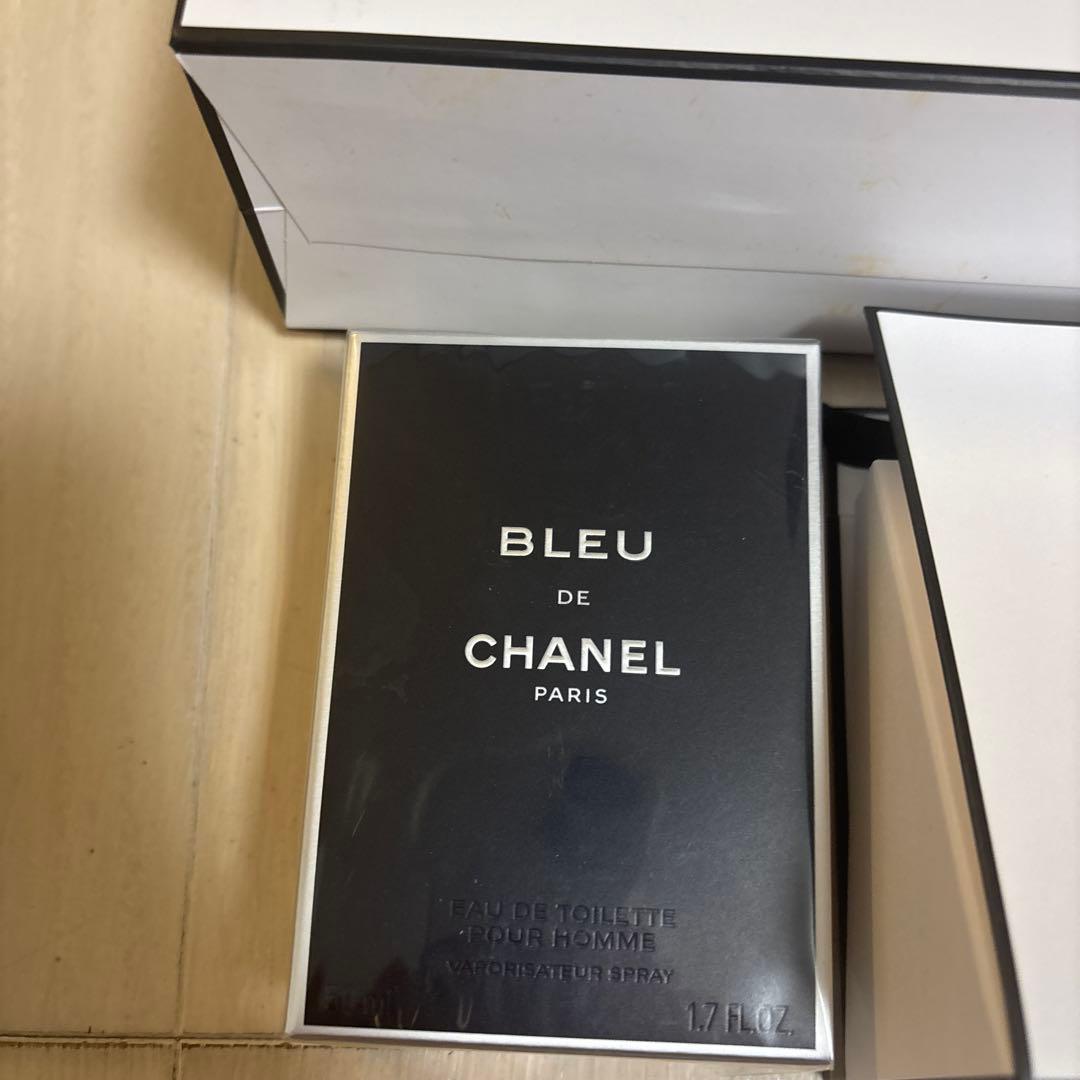 BLEU
DE
CHANEL
PARIS
EAU DE TOILETTE
POUR HOMME
VAPORISATEUR SPRAY
1.7 FL.OZ.